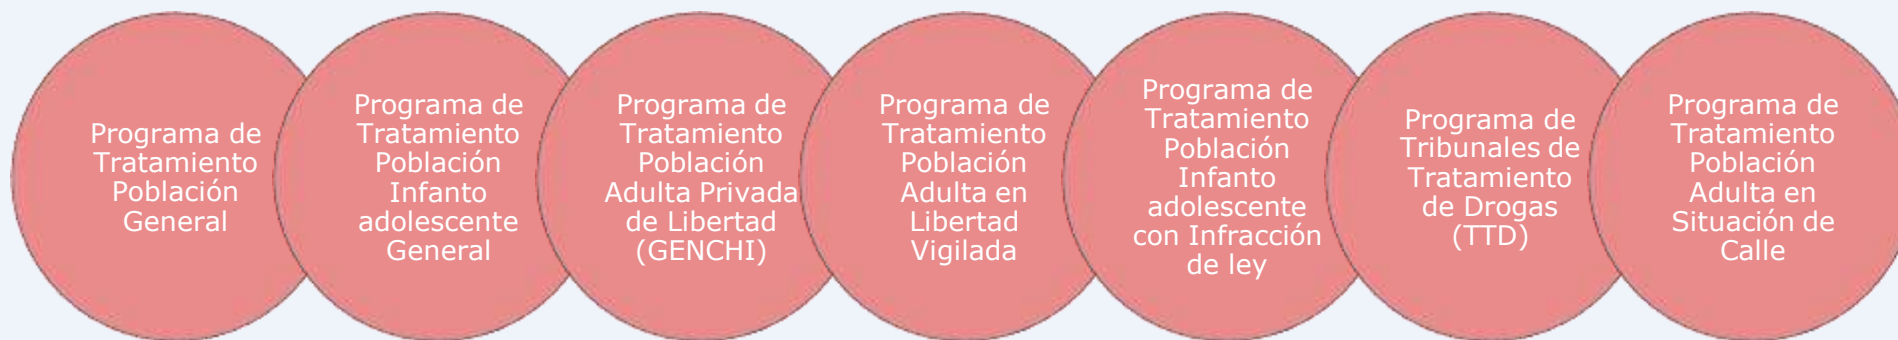 Programa de
Tratamiento
Población
General
Programa de
Tratamiento
Población
Infanto
adolescente
General
Programa de
Tratamiento
Población
Adulta Privada
de Libertad
(GENCHI)
Programa de
Tratamiento
Población
Adulta en
Libertad
Vigilada
Programa de
Tratamiento
Población
Infanto
adolescente
con Infracción
de ley
Programa de
Tribunales de
Tratamiento
de Drogas
(TTD)
Programa de
Tratamiento
Población
Adulta en
Situación de
Calle